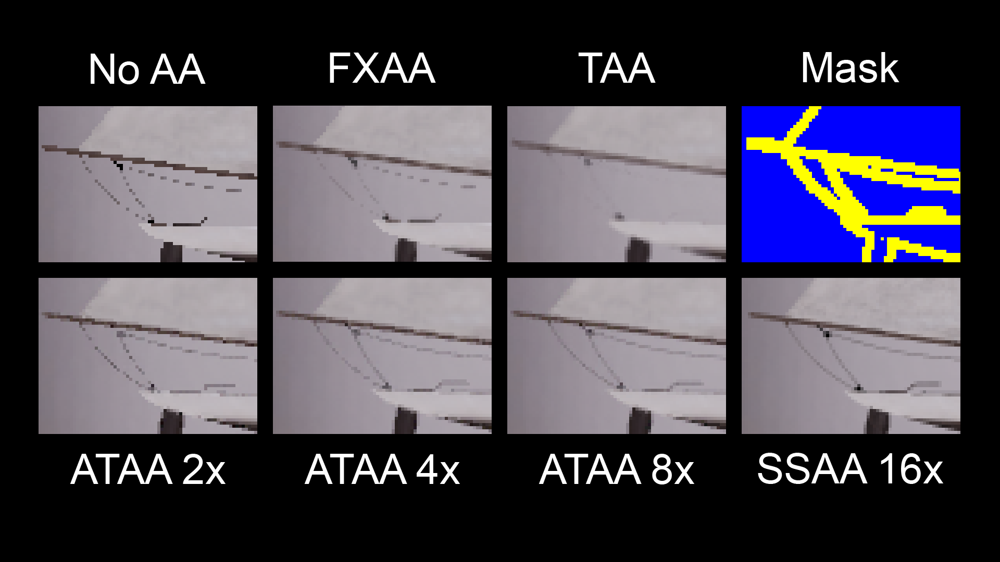 No AA
FXAA
TAA
Mask
ATAA 2x
ATAA 4x
ATAA 8x
SSAA 16x